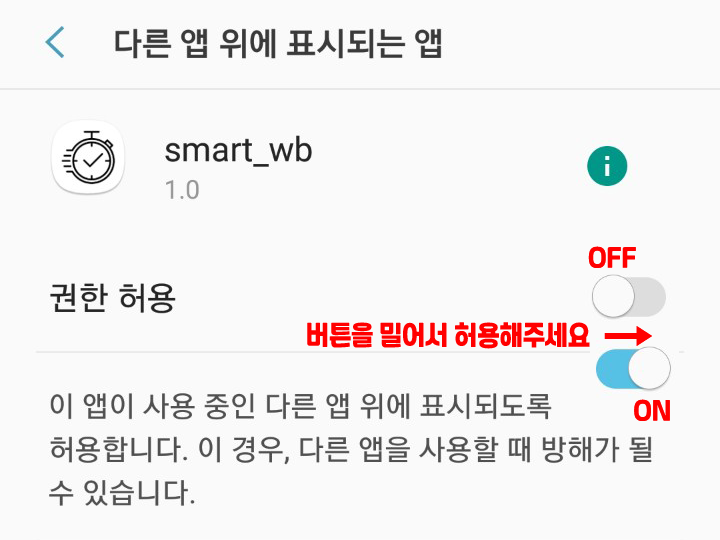 다른 앱 위에 표시되는 앱
smart_wb
1.0
i
OFF
권한 허용
버튼을 밀어서 허용해주세요
ON
이 앱이 사용 중인 다른 앱 위에 표시되도록
허용합니다. 이 경우, 다른 앱을 사용할 때 방해가 될
수 있습니다.